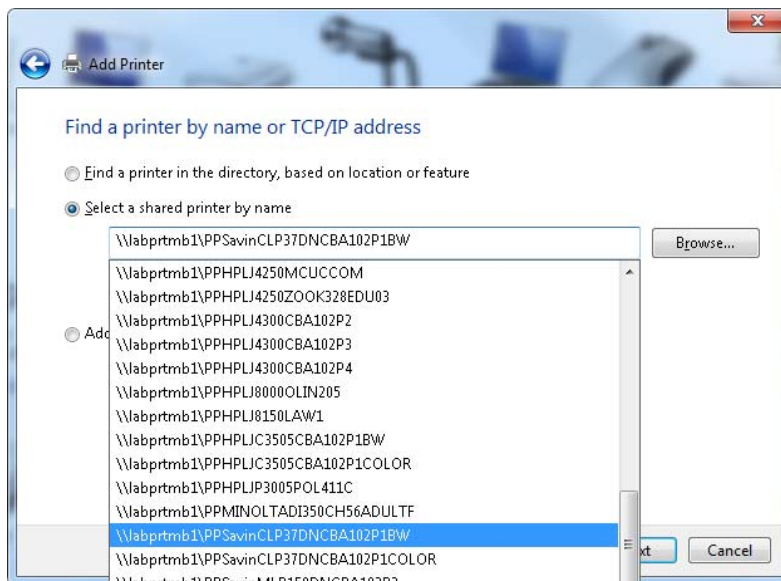 Add Printer
Find a printer by name or TCP/IP address
Find a printer in the directory, based on location or feature
Select a shared printer by name
\\labprtmb1\PPSavinCLP37DNCBA102P1BW
Browse...
\\labprtmb1\PPHPLJ4250MCUCCOM
\\labprtmb1\PPHPLJ4250ZOOK328EDU03
\\labprtmb1\PPHPLJ4300CBA102P2
\\labprtmb1\PPHPLJ4300CBA102P3
Add
\\labprtmb1\PPHPLJ4300CBA102P4
\\labprtmb1\PPHPLJ8000OLIN205
\\labprtmb1\PPHPLJ8150LAW1
\\labprtmb1\PPHPLJC3505CBA102P1BW
\\labprtmb1\PPHPLJC3505CBA102P1COLOR
\\labprtmb1\PPHPLJP3005POL411C
\\labprtmb1\PPMINOLTADI350CH56ADULTF
\\labprtmb1\PPSavinCLP37DNCBA102P1BW
xt
Cancel
\\labprtmb1\PPSavinCLP37DNCBA102P1COLOR